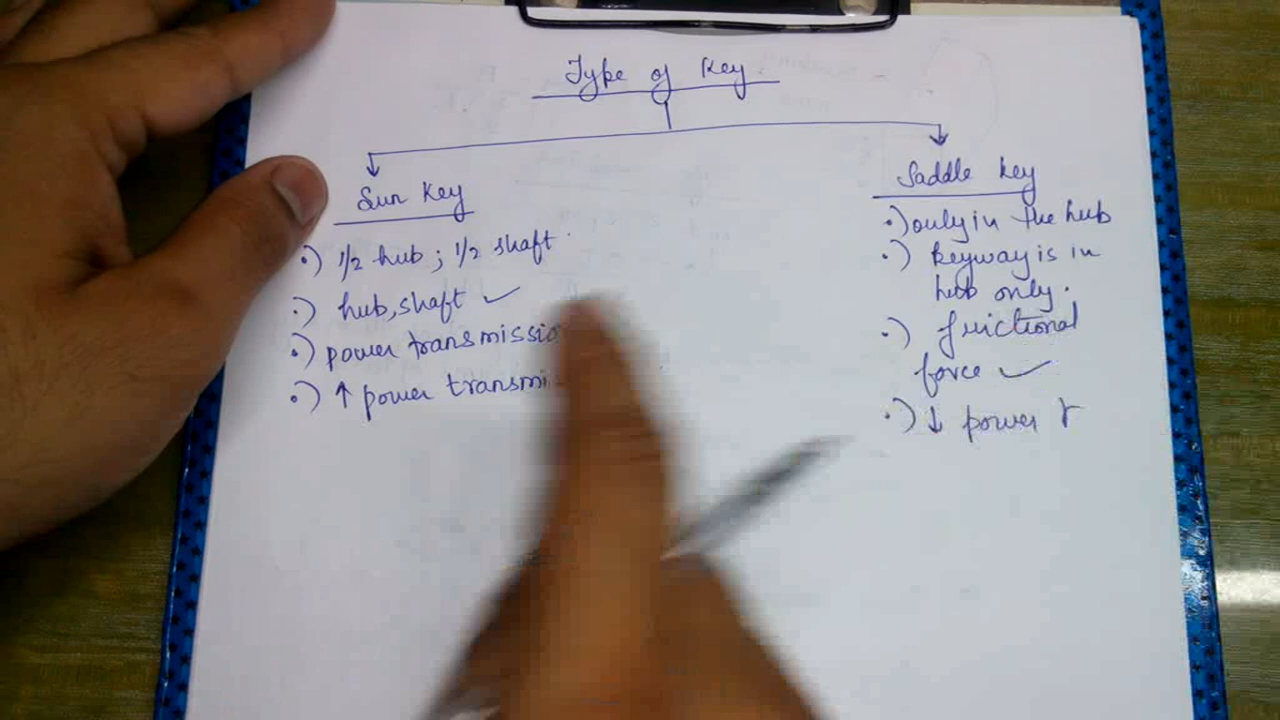 Type of Key
Sun Key
•) 1/2 hub ; 1/2 shaft
•) hub, shaft ✓
•) power transmissio
•) ↑ power transmi
Saddle key
•) only in the hub
•) keyway is in
hub only.
•) frictional
force ✓
•) ↓ power